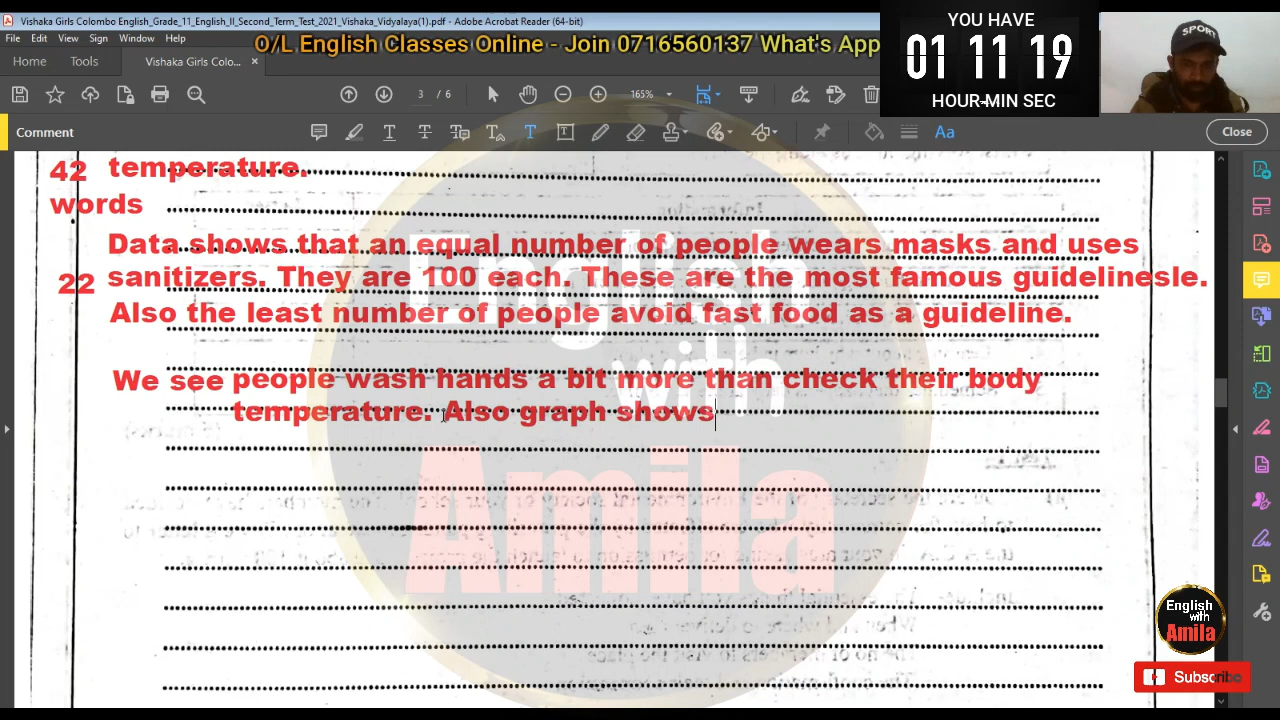 Vishaka Girls Colombo English_Grade_11_English_II_Second_Term_Test_2021_Vishaka_Vidyalaya(1).pdf - Adobe Acrobat Reader (64-bit)
File Edit View Sign Window Help
O/L English Classes Online - Join 0716560137 What's App
YOU HAVE
01 11 19
HOUR MIN SEC
SPORT
Home Tools Vishaka Girls Colo... ×
3 / 6 165%
Comment
Aa
Close
42 temperature.
words
Data shows that an equal number of people wears masks and uses
22 sanitizers. They are 100 each. These are the most famous guidelinesle.
Also the least number of people avoid fast food as a guideline.
We see people wash hands a bit more than check their body
temperature. Also graph shows
English
with
Amila
English
with
Amila
Subscribe